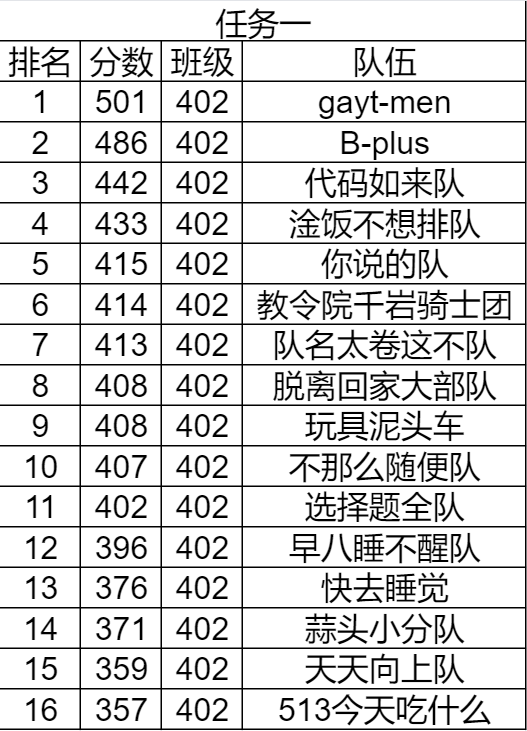 任务一
排名 分数 班级 队伍
1 501 402 gayt-men
2 486 402 B-plus
3 442 402 代码如来队
4 433 402 淦饭不想排队
5 415 402 你说的队
6 414 402 教令院千岩骑士团
7 413 402 队名太卷这不队
8 408 402 脱离回家大部队
9 408 402 玩具泥头车
10 407 402 不那么随便队
11 402 402 选择题全队
12 396 402 早八睡不醒队
13 376 402 快去睡觉
14 371 402 蒜头小分队
15 359 402 天天向上队
16 357 402 513今天吃什么